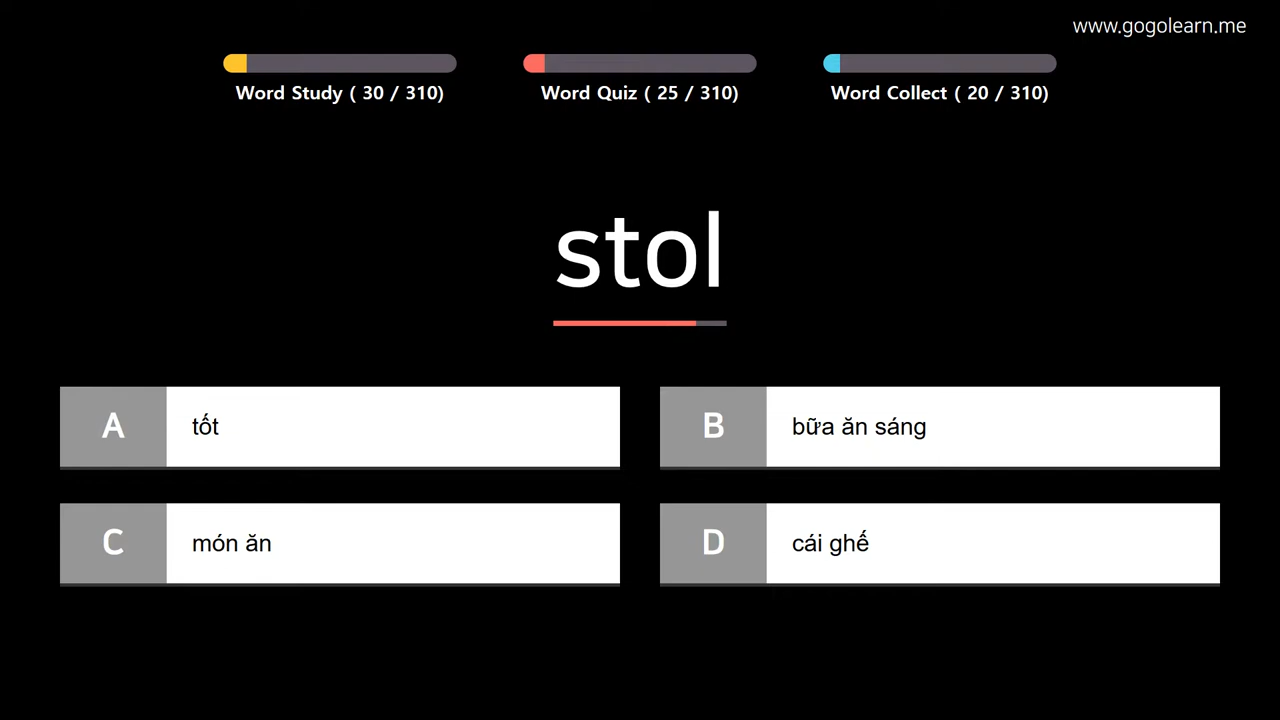 www.gogolearn.me
Word Study ( 30 / 310)
Word Quiz ( 25 / 310)
Word Collect ( 20 / 310)
stol
A tốt
B bữa ăn sáng
C món ăn
D cái ghế